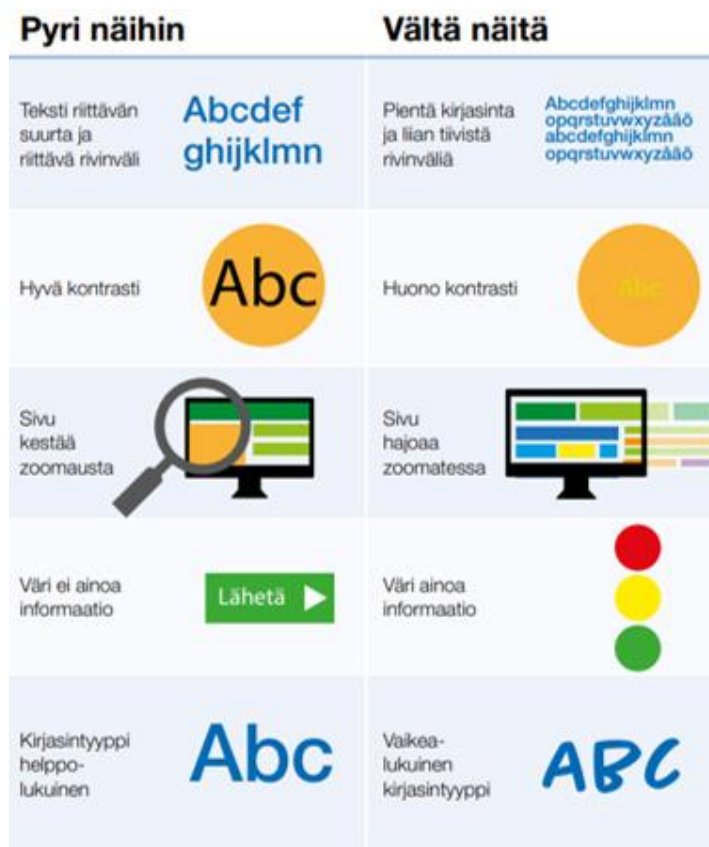 Pyri näihin
Vältä näitä
Teksti riittävän
suurta ja
riittävä rivinväli
Abcdef
ghijklmn
Pientä kirjasinta
ja liian tiivistä
rivinväliä
Abcdefghijklmn
opqrstuvwxyzåäö
abcdefghijklmn
opqrstuvwxyzåäö
Hyvä kontrasti
Abc
Huono kontrasti
Abc
Sivu
kestää
zoomausta
Sivu
hajoaa
zoomatessa
Väri ei ainoa
informaatio
Lähetä
Väri ainoa
informaatio
Kirjasintyyppi
helppo-
lukuinen
Abc
Vaikea-
lukuinen
kirjasintyyppi
ABC